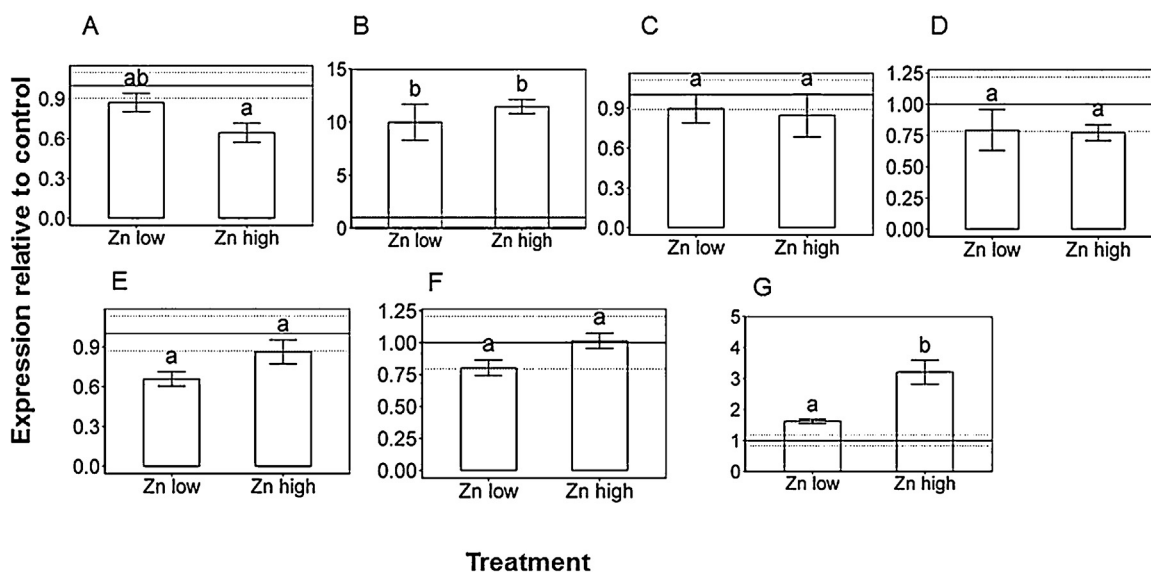 A
B
C
D
Expression relative to control
0.9
0.6
0.3
0.0
ab
a
Zn low
Zn high
15
10
5
0
b
b
Zn low
Zn high
0.9
0.6
0.3
0.0
a
a
Zn low
Zn high
1.25
1.00
0.75
0.50
0.25
0.00
a
a
Zn low
Zn high
E
F
G
0.9
0.6
0.3
0.0
a
a
Zn low
Zn high
1.25
1.00
0.75
0.50
0.25
0.00
a
a
Zn low
Zn high
5
4
3
2
1
0
a
b
Zn low
Zn high
Treatment